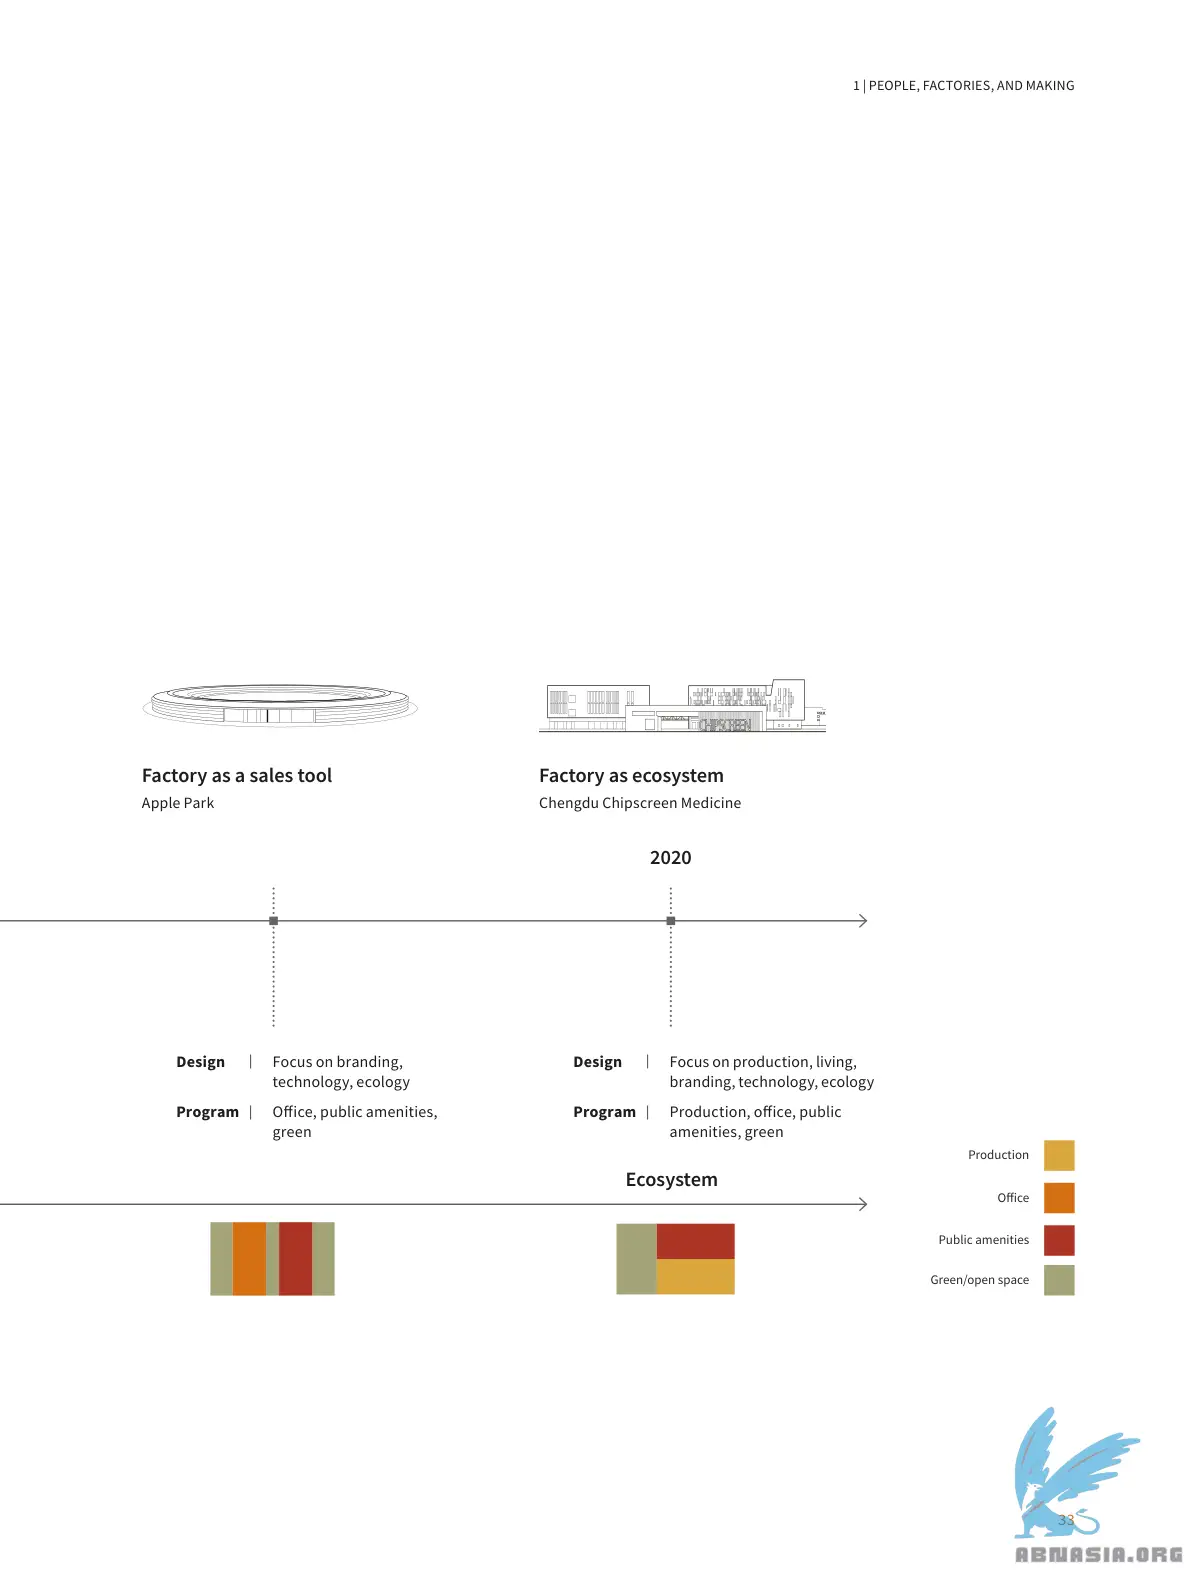 1 | PEOPLE, FACTORIES, AND MAKING
CHIPSCREEN
Factory as a sales tool
Apple Park
Factory as ecosystem
Chengdu Chipscreen Medicine
2020
Design | Focus on branding,
technology, ecology
Program | Office, public amenities,
green
Design | Focus on production, living,
branding, technology, ecology
Program | Production, office, public
amenities, green
Ecosystem
Production
Office
Public amenities
Green/open space
33
ABNASIA.ORG